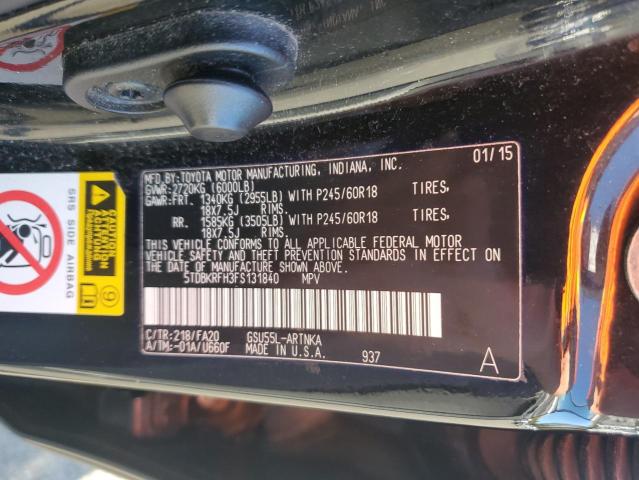 MFD. BY: TOYOTA MOTOR MANUFACTURING, INDIANA, INC. 01/15
GVWR: 2720KG (6000LB)
GAWR: FRT. 1340KG (2955LB) WITH P245/60R18 TIRES,
18X7.5J RIMS.
RR. 1585KG (3505LB) WITH P245/60R18 TIRES,
18X7.5J RIMS.
THIS VEHICLE CONFORMS TO ALL APPLICABLE FEDERAL MOTOR
VEHICLE SAFETY AND THEFT PREVENTION STANDARDS IN EFFECT ON
THE DATE OF MANUFACTURE SHOWN ABOVE.
5TDBKRFH3FS131840 MPV
C/TR: 218/FA20 GSU55L-ARTNKA
A/TM: -01A/U660F MADE IN U.S.A. 937 A
SRS SIDE AIRBAG
CAUTION
ATTENTION